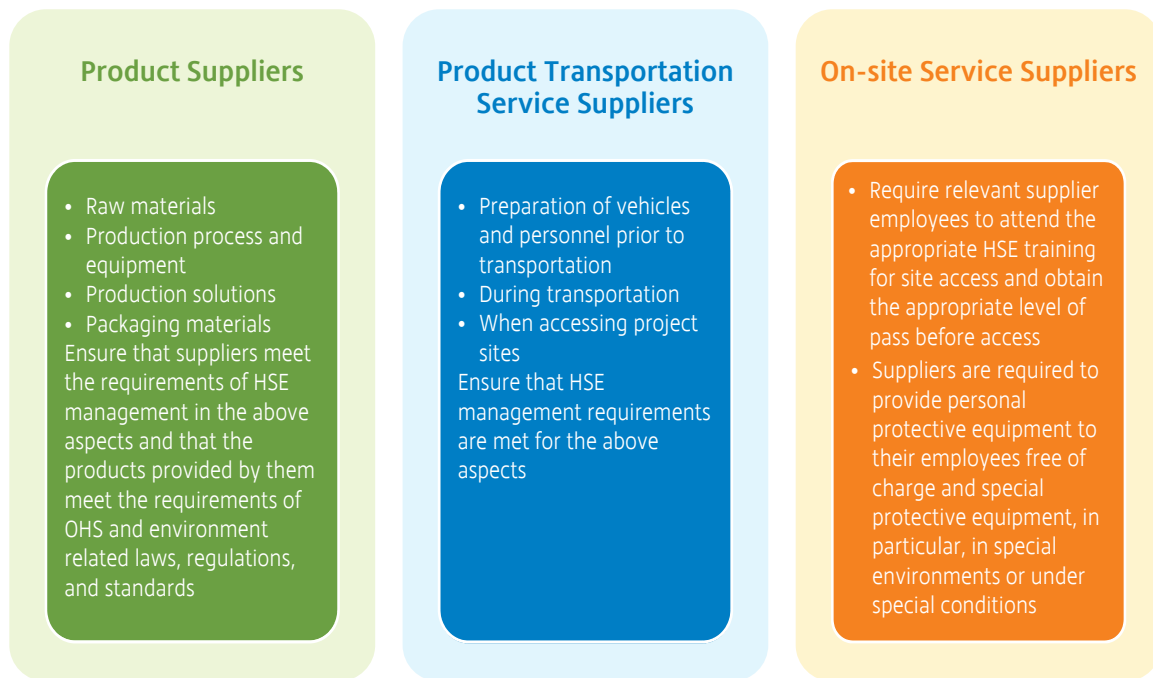 Product Suppliers
• Raw materials
• Production process and
equipment
• Production solutions
• Packaging materials
Ensure that suppliers meet
the requirements of HSE
management in the above
aspects and that the
products provided by them
meet the requirements of
OHS and environment
related laws, regulations,
and standards
Product Transportation
Service Suppliers
• Preparation of vehicles
and personnel prior to
transportation
• During transportation
• When accessing project
sites
Ensure that HSE
management requirements
are met for the above
aspects
On-site Service Suppliers
• Require relevant supplier
employees to attend the
appropriate HSE training
for site access and obtain
the appropriate level of
pass before access
• Suppliers are required to
provide personal
protective equipment to
their employees free of
charge and special
protective equipment, in
particular, in special
environments or under
special conditions